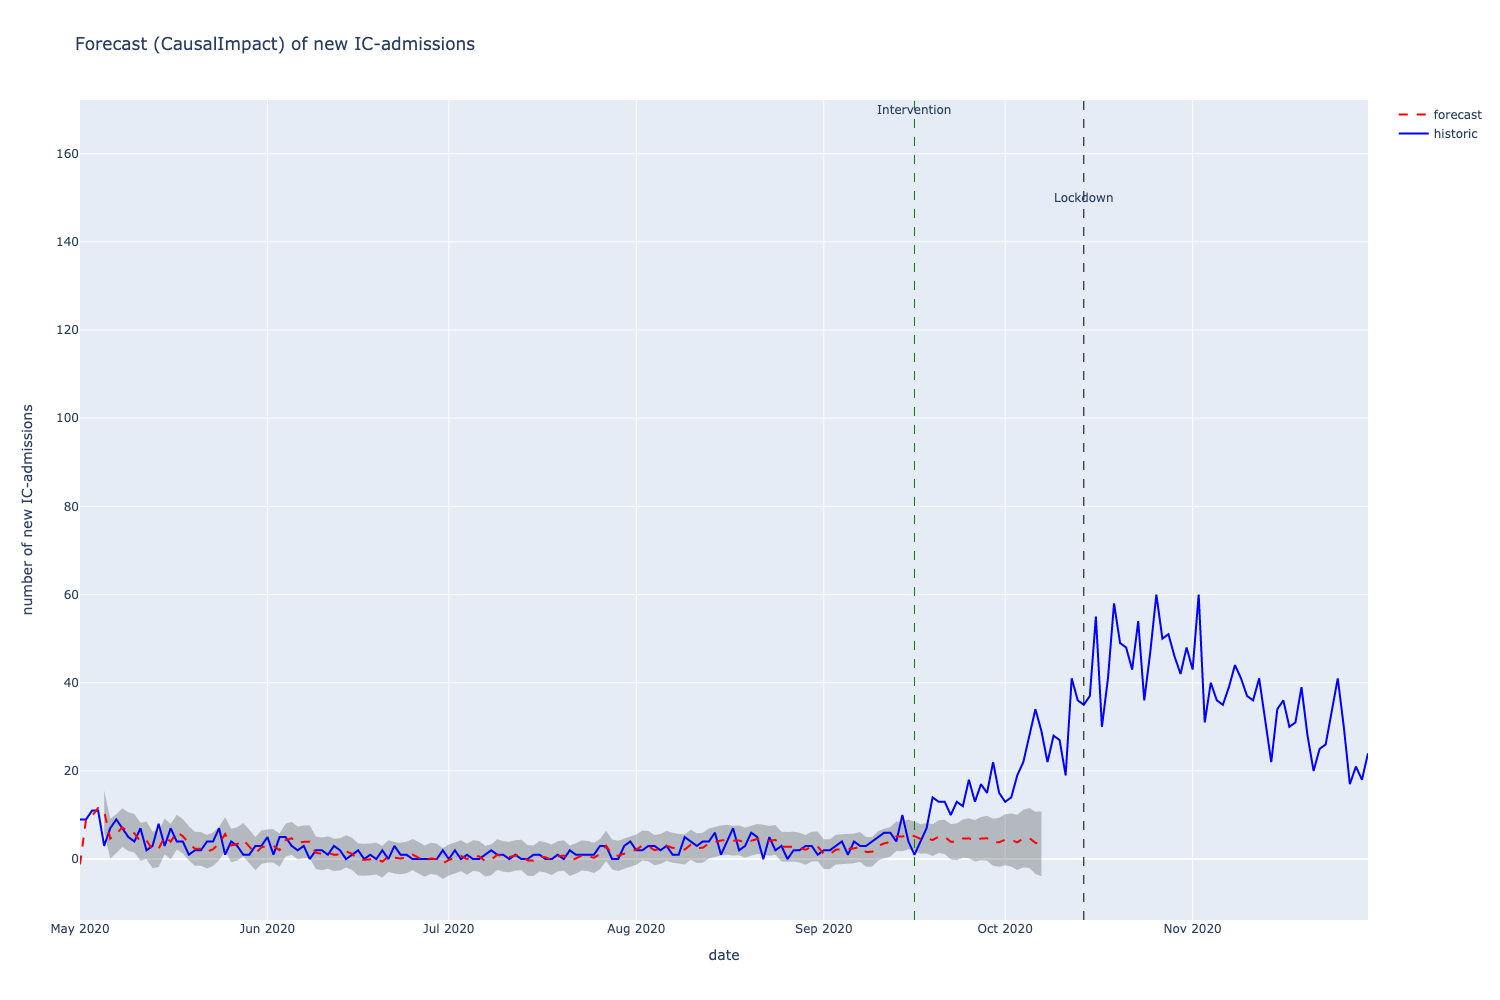 Forecast (CausalImpact) of new IC-admissions
Intervention
forecast
historic
Lockdown
160
140
120
100
80
60
40
20
0
number of new IC-admissions
May 2020
Jun 2020
Jul 2020
Aug 2020
Sep 2020
Oct 2020
Nov 2020
date